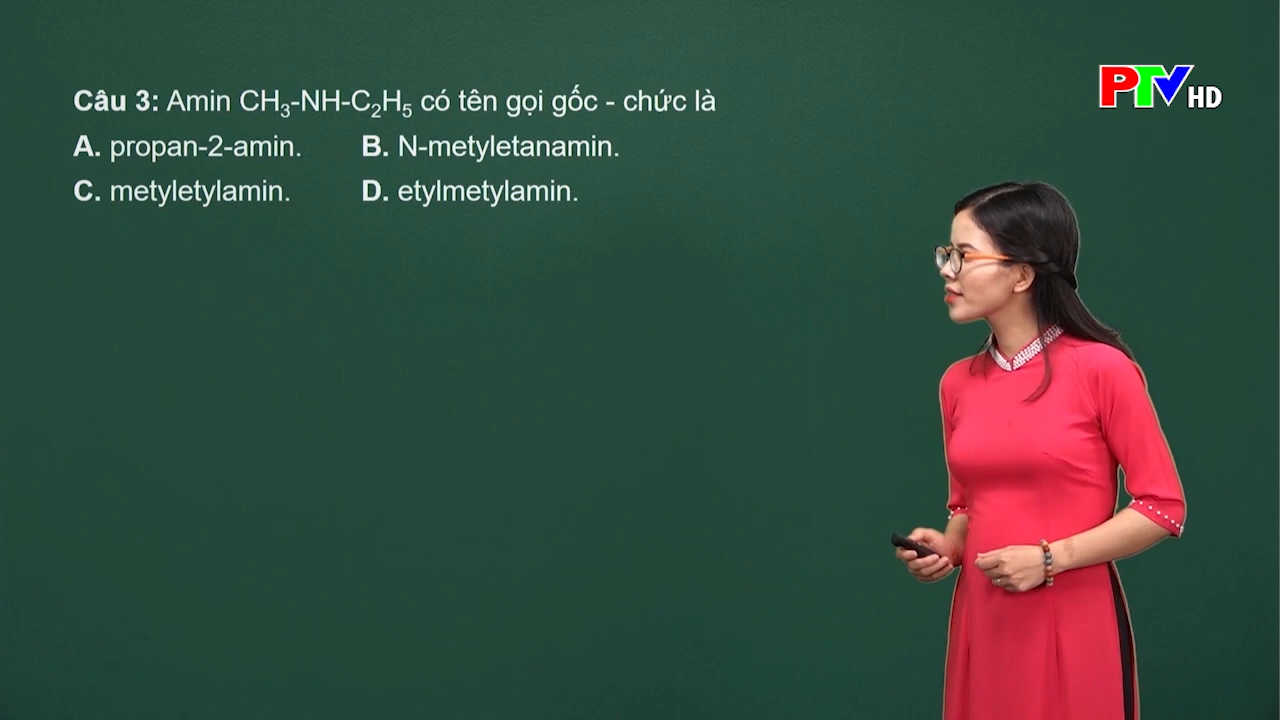 PTV HD
Câu 3: Amin CH₃-NH-C₂H₅ có tên gọi gốc - chức là
A. propan-2-amin. B. N-metyletanamin.
C. metyletylamin. D. etylmetylamin.